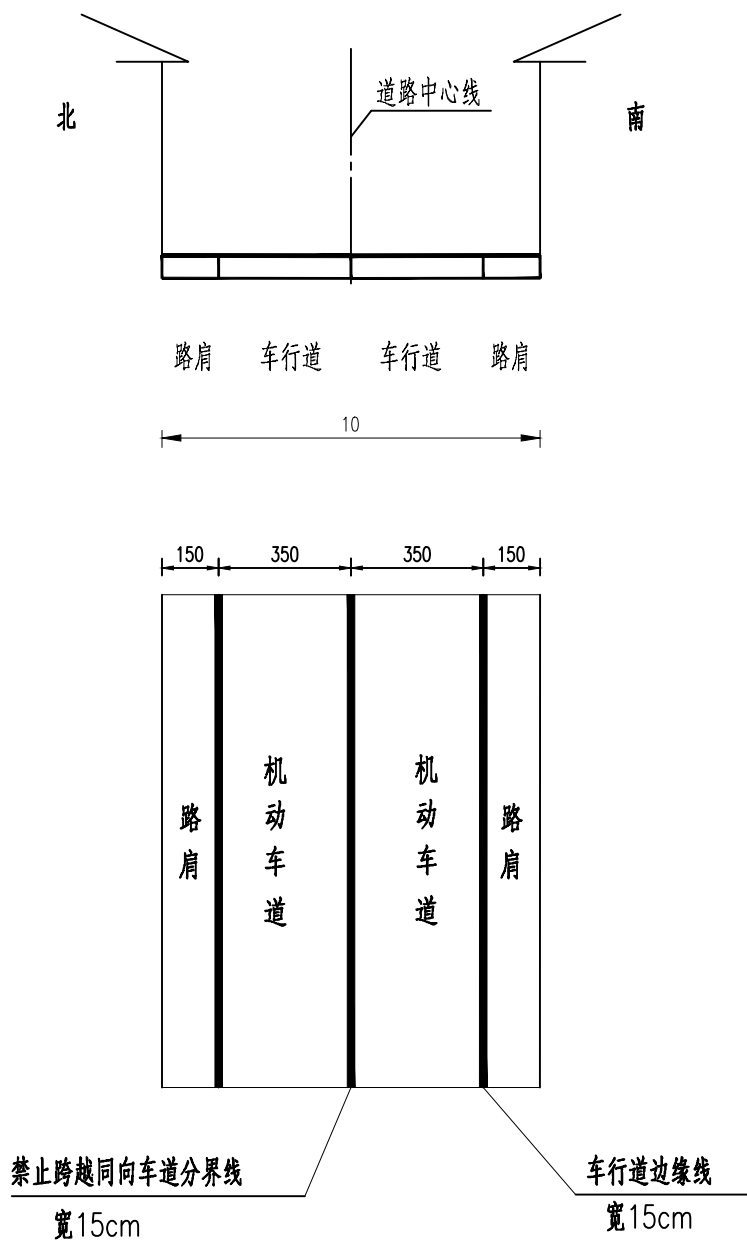 道路中心线
北
南
路肩 车行道 车行道 路肩
10
150 350 350 150
路肩
机动车道
机动车道
路肩
禁止跨越同向车道分界线
宽15cm
车行道边缘线
宽15cm